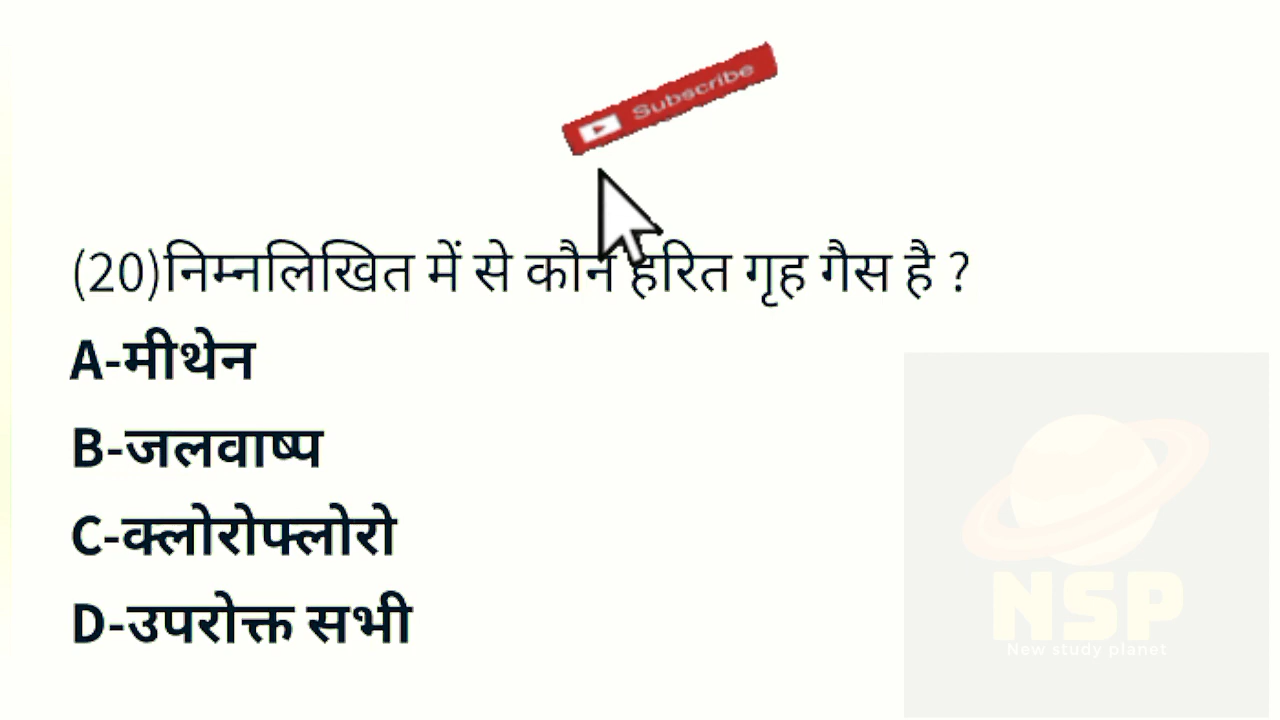 Subscribe
(20)निम्नलिखित में से कौन हरित गृह गैस है ?
A-मीथेन
B-जलवाष्प
C-क्लोरोफ्लोरो
D-उपरोक्त सभी
NSP
New study planet